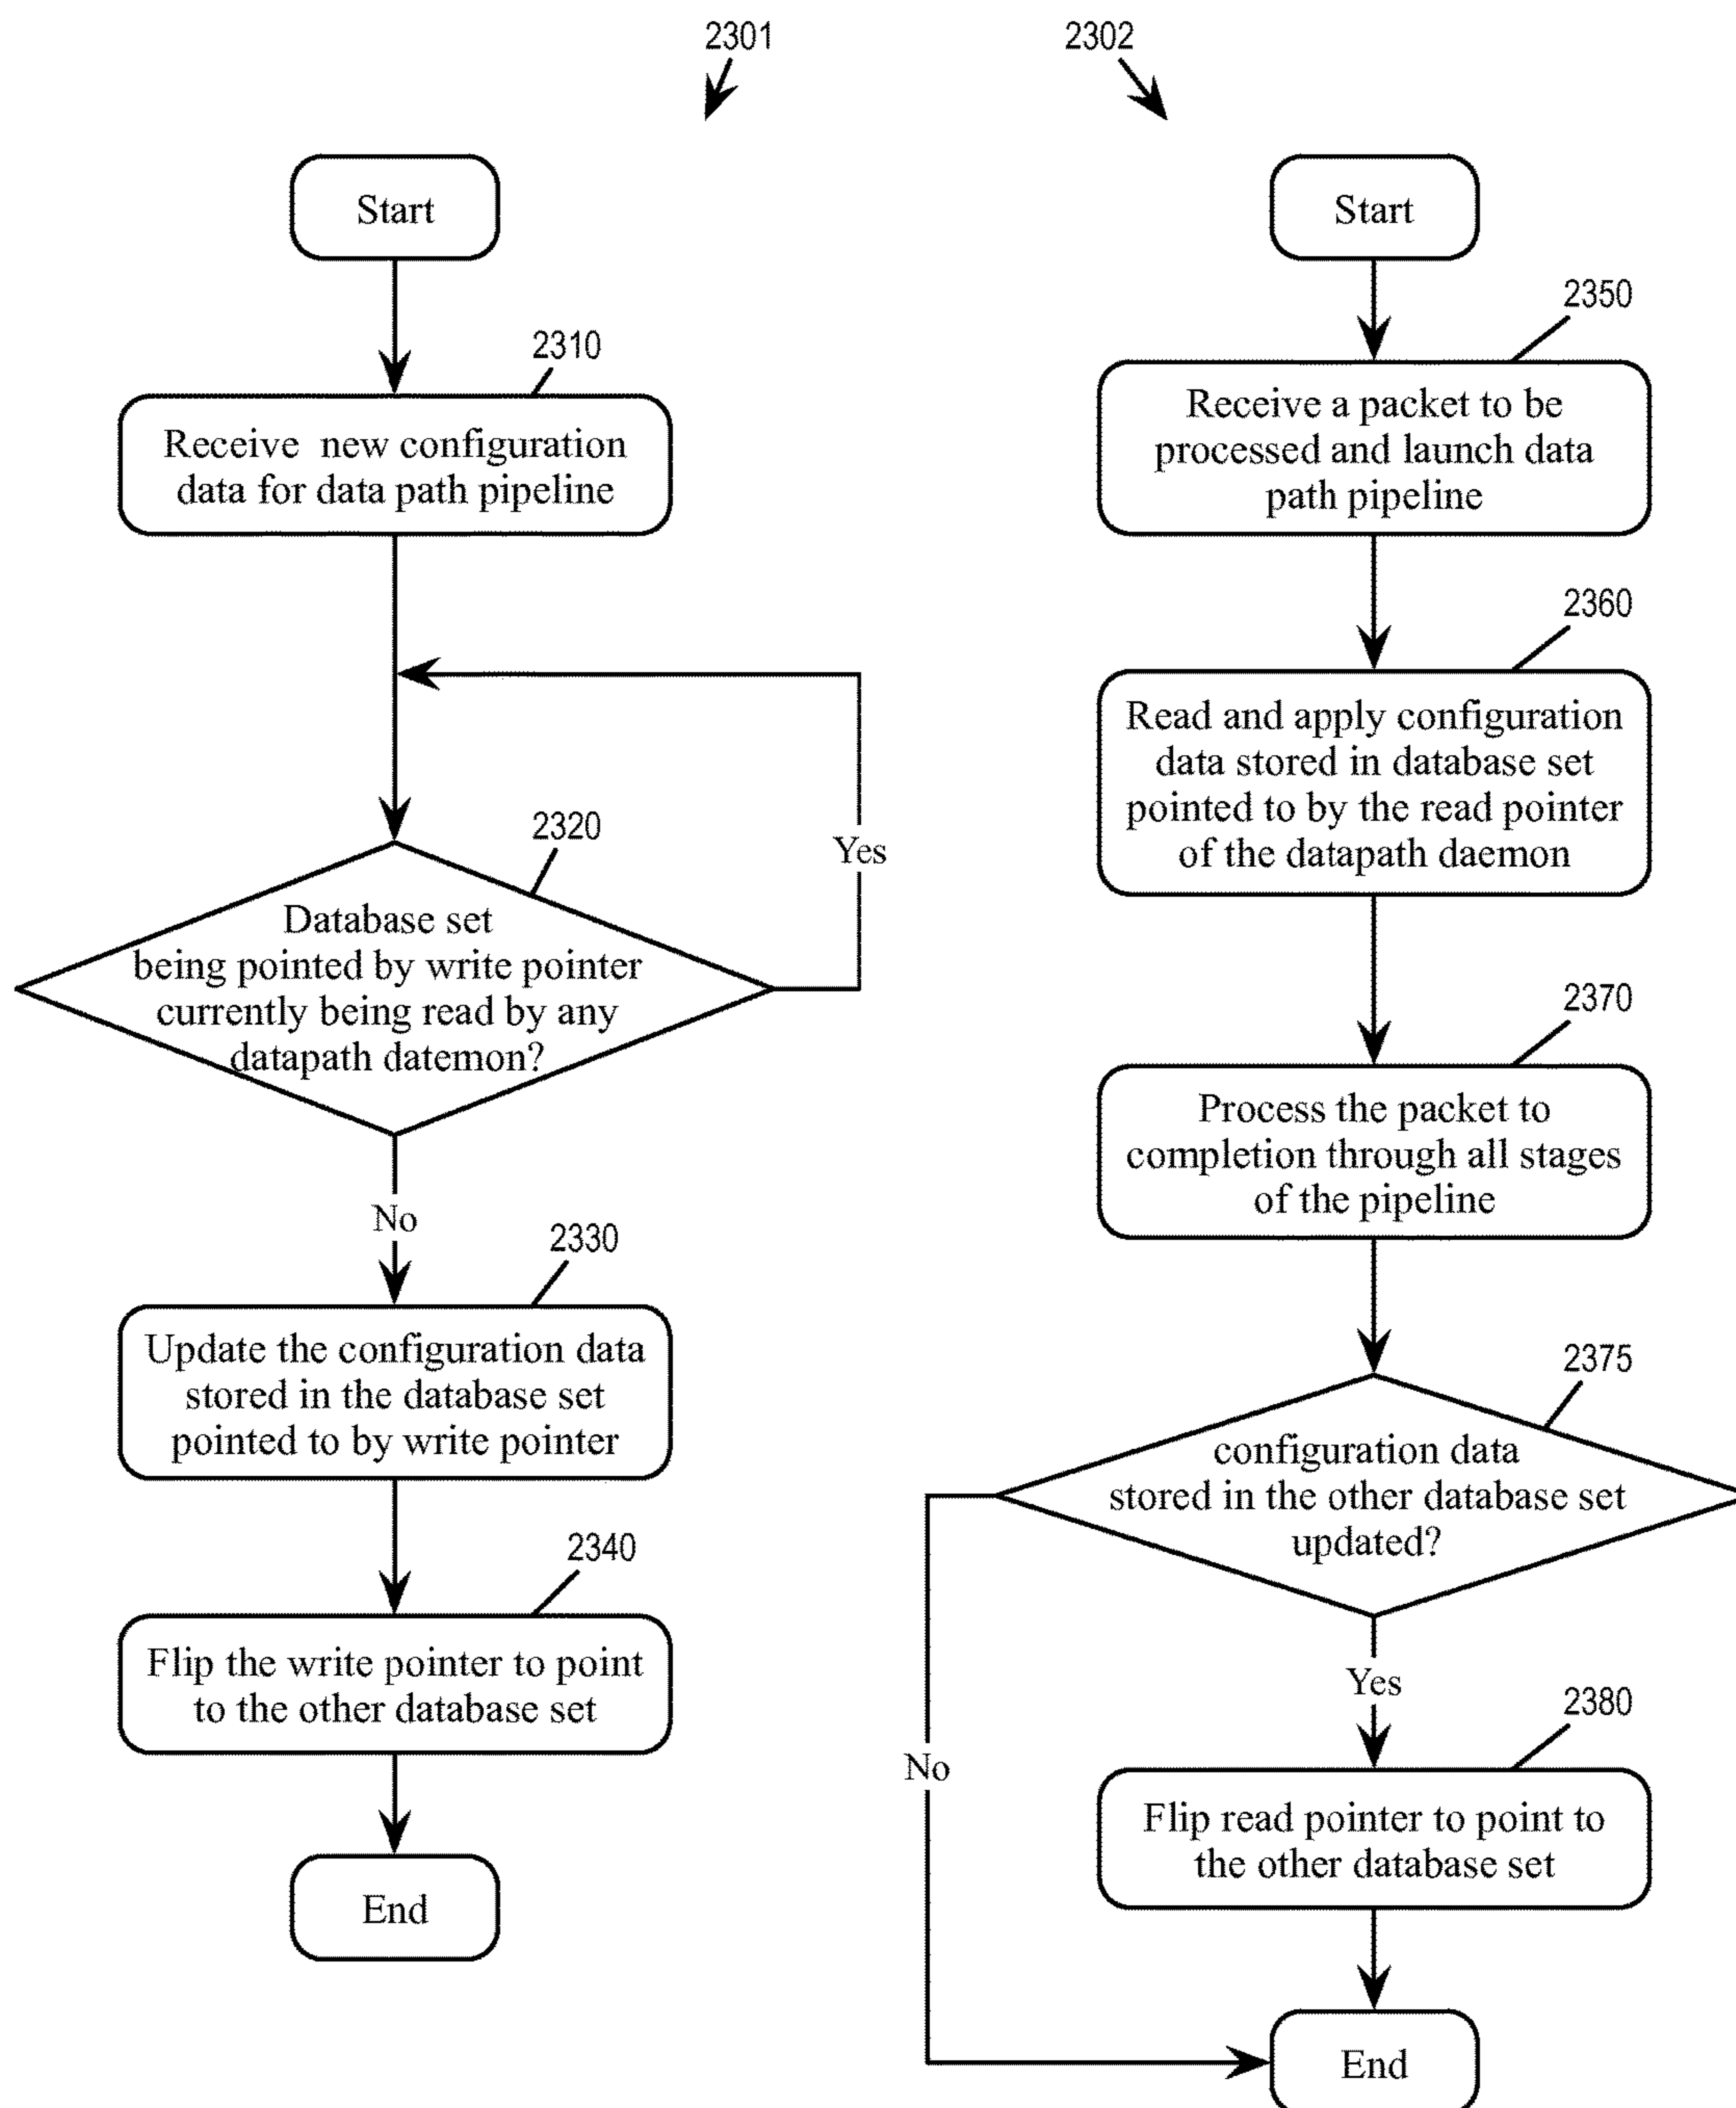 2301
2302
Start
2310
Receive new configuration
data for data path pipeline
Yes
2320
Database set
being pointed by write pointer
currently being read by any
datapath datemon?
No
2330
Update the configuration data
stored in the database set
pointed to by write pointer
2340
Flip the write pointer to point
to the other database set
End
Start
2350
Receive a packet to be
processed and launch data
path pipeline
2360
Read and apply configuration
data stored in database set
pointed to by the read pointer
of the datapath daemon
2370
Process the packet to
completion through all stages
of the pipeline
2375
configuration data
stored in the other database set
updated?
Yes
No
2380
Flip read pointer to point to
the other database set
End